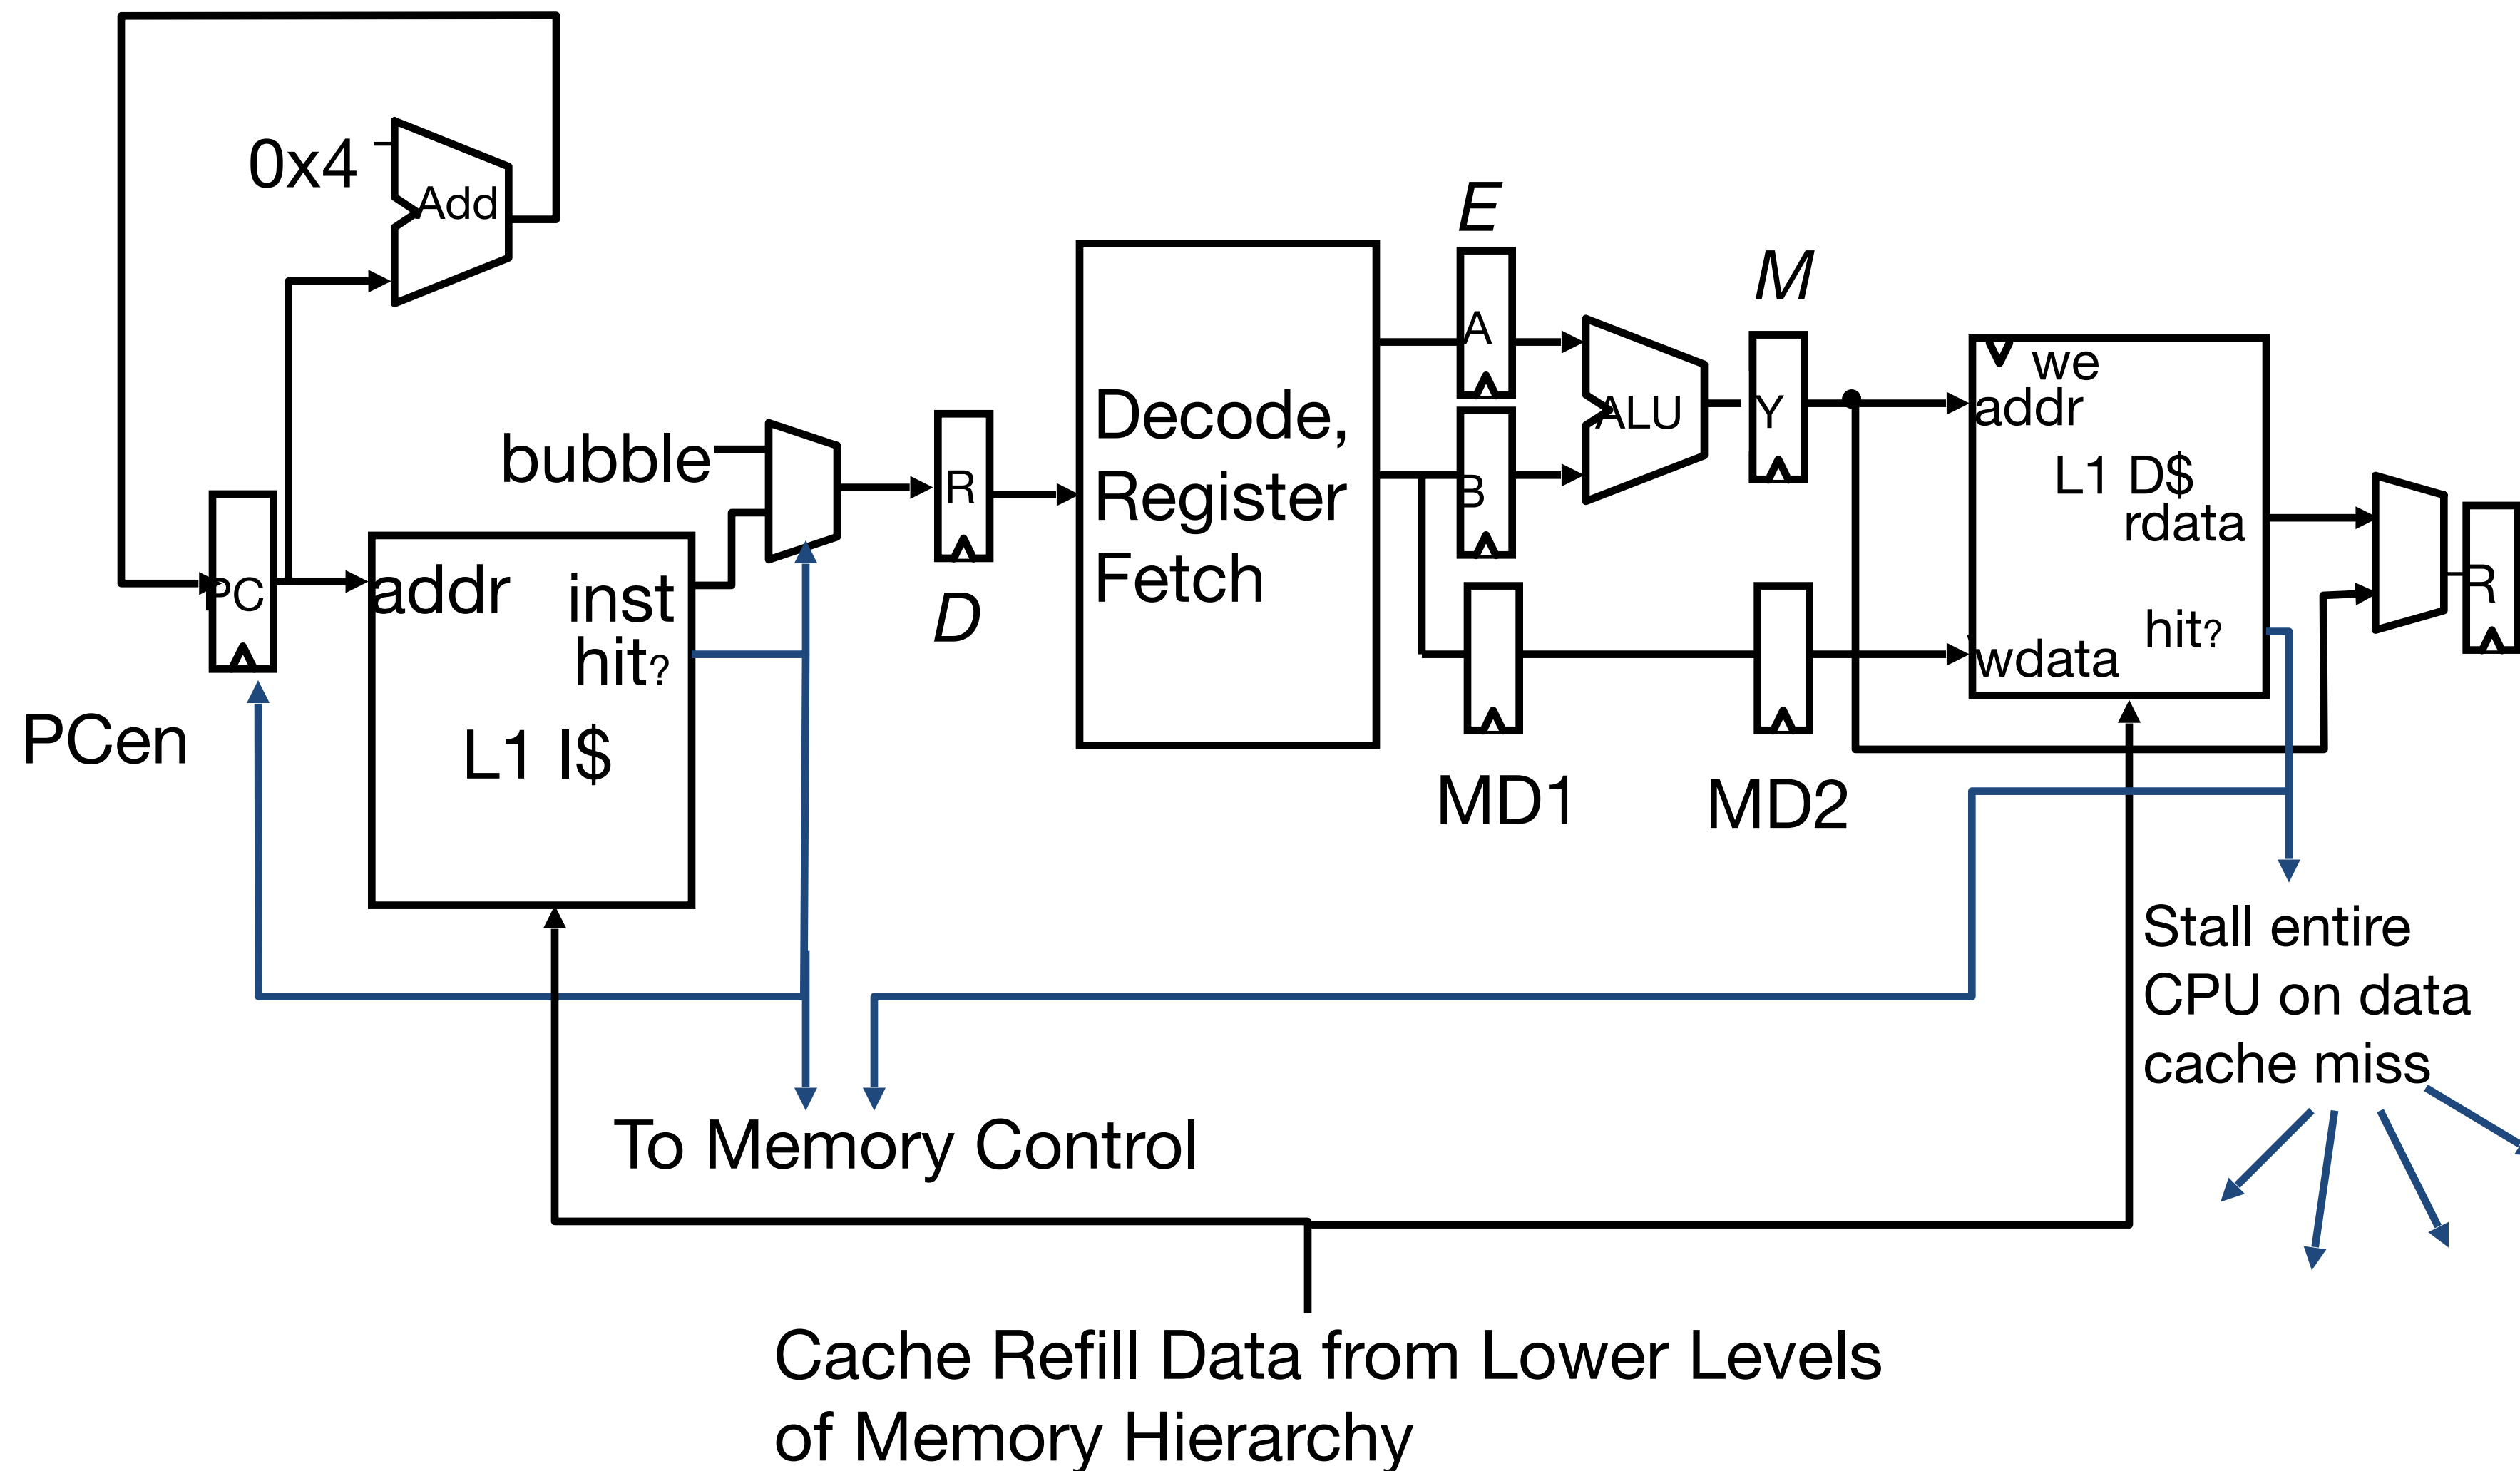 0x4
Add
E
M
A
we
addr
bubble
R
Decode,
Register
Fetch
ALU
Y
B
L1 D$
rdata
PC
addr
inst
hit?
D
hit?
wdata
R
PCen
L1 I$
MD1
MD2
Stall entire
CPU on data
cache miss
To Memory Control
Cache Refill Data from Lower Levels
of Memory Hierarchy